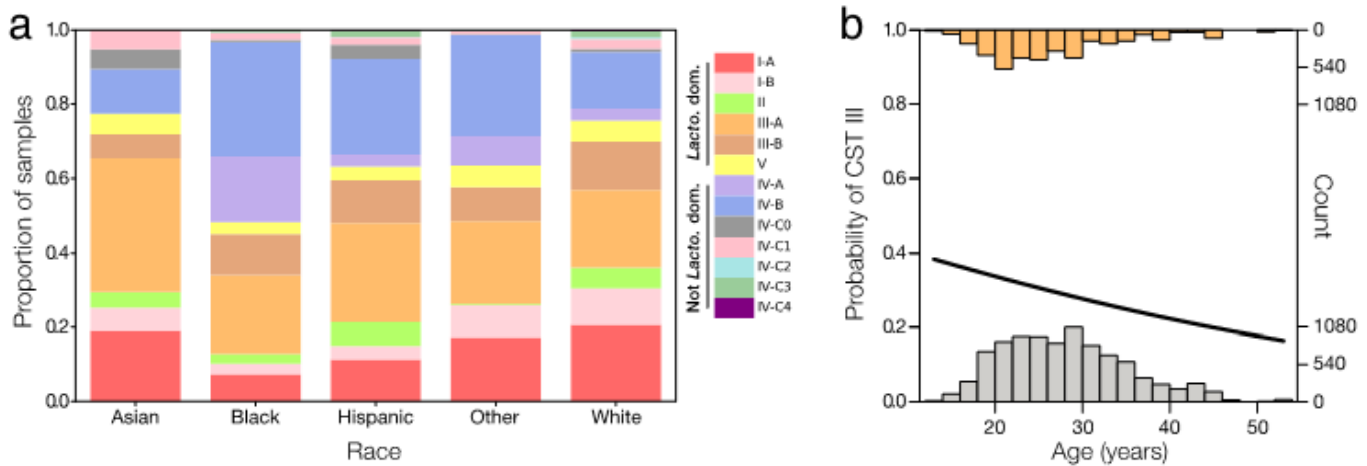 a
Proportion of samples
1.0
0.8
0.6
0.4
0.2
0.0
Asian
Black
Hispanic
Other
White
Race
Lacto. dom.
I-A
I-B
II
III-A
III-B
V
Not Lacto. dom.
IV-A
IV-B
IV-C0
IV-C1
IV-C2
IV-C3
IV-C4
b
Probability of CST III
1.0
0.8
0.6
0.4
0.2
0.0
20
30
40
50
Age (years)
0
540
1080
Count
1080
540
0